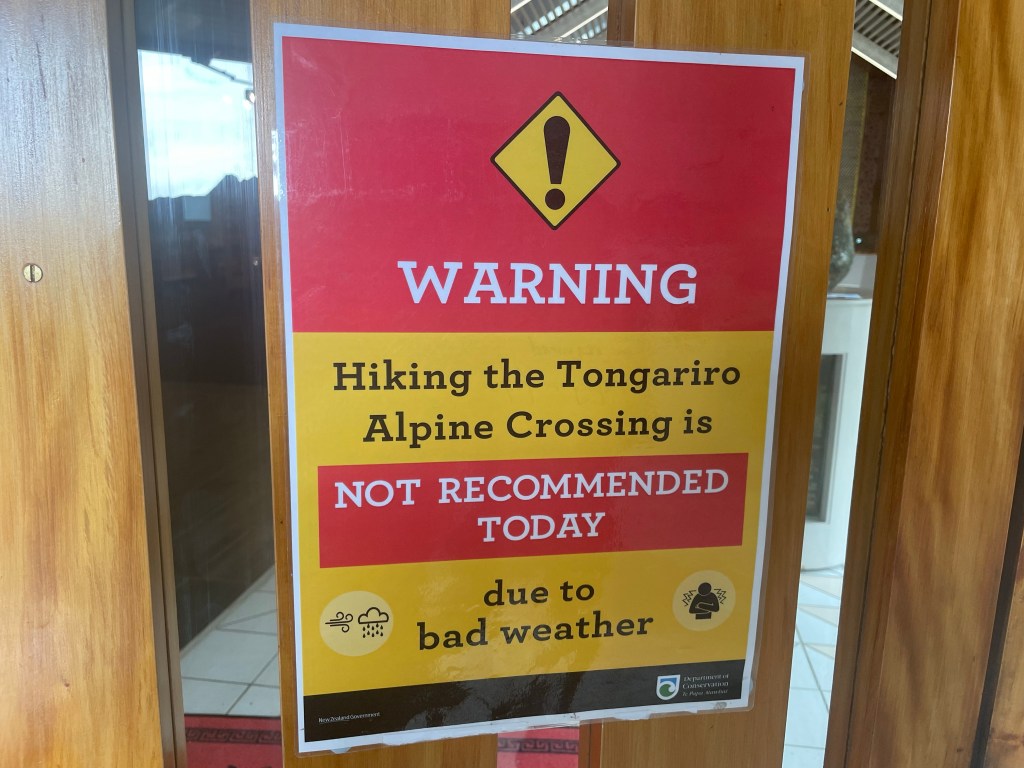 WARNING
Hiking the Tongariro
Alpine Crossing is
NOT RECOMMENDED
TODAY
due to
bad weather
Department of
Conservation
Te Papa Atawhai
New Zealand Government